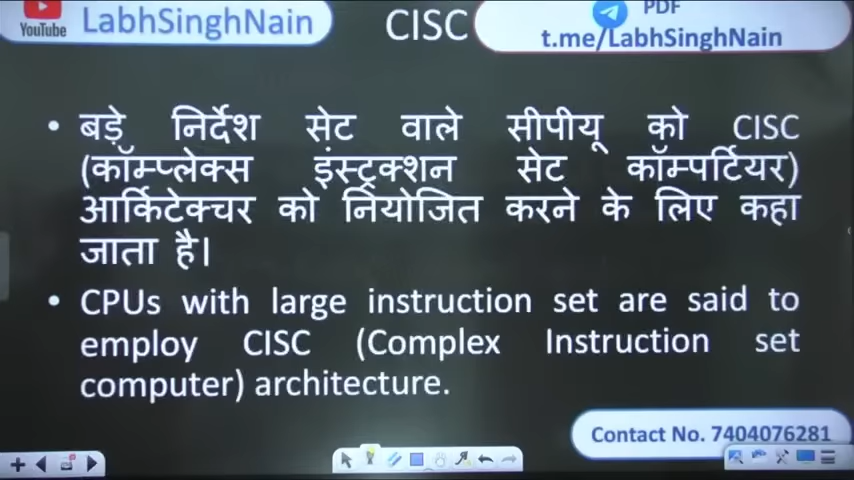 YouTube
LabhSinghNain
CISC
PDF
t.me/LabhSinghNain
• बड़े निर्देश सेट वाले सीपीयू को CISC
(कॉम्प्लेक्स इंस्ट्रक्शन सेट कॉम्पर्टियर)
आर्किटेक्चर को नियोजित करने के लिए कहा
जाता है।
• CPUs with large instruction set are said to
employ CISC (Complex Instruction set
computer) architecture.
Contact No. 7404076281